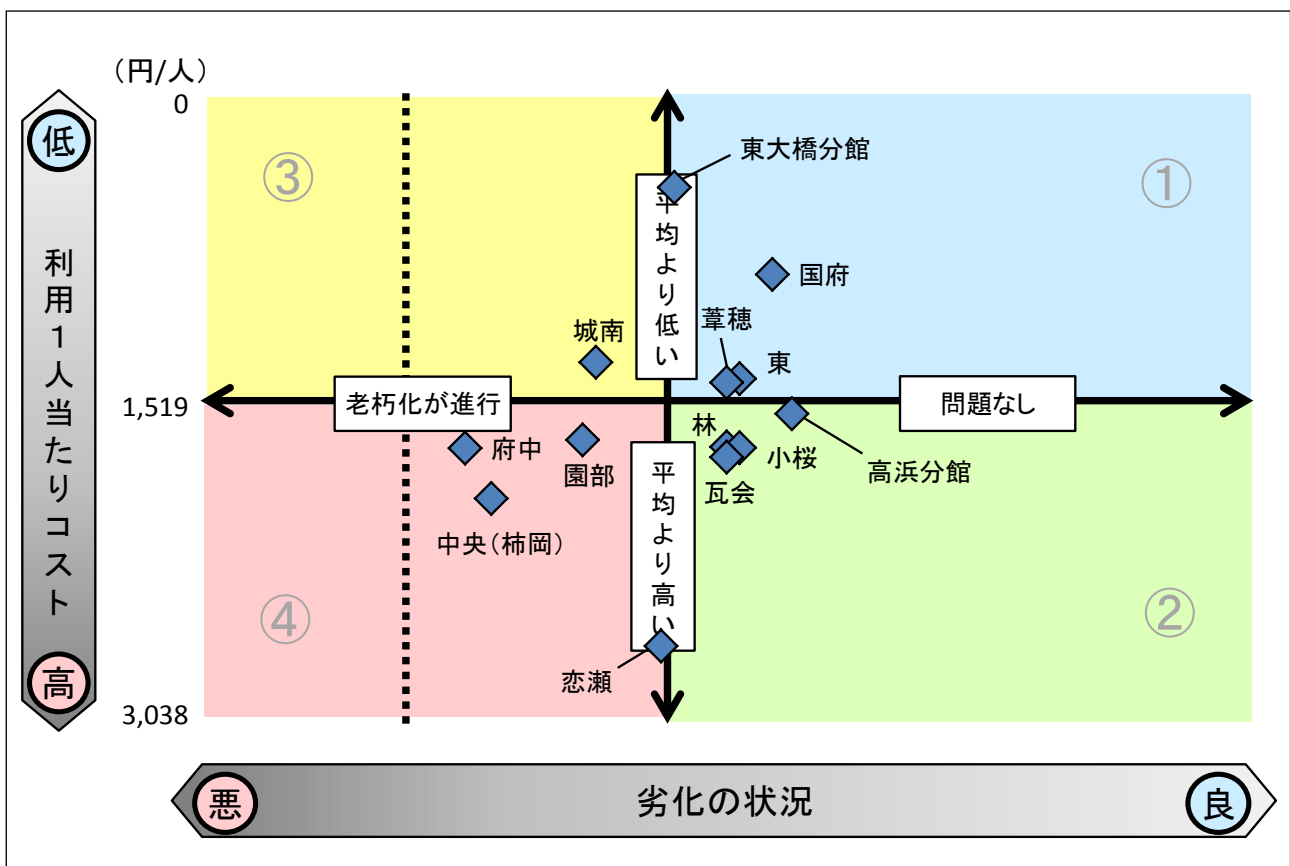 （円/人）
0
1,519
3,038
低
利用１人当たりコスト
高
③
①
④
②
東大橋分館
平均より低い
国府
葦穂
城南
東
老朽化が進行
問題なし
林
府中
園部
平均より高い
小桜
高浜分館
瓦会
中央（柿岡）
恋瀬
悪
劣化の状況
良